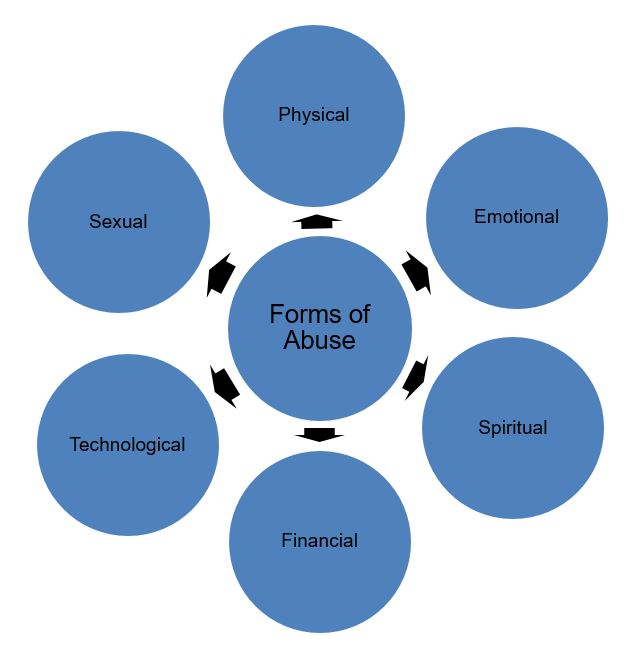 Physical
Emotional
Sexual
Forms of
Abuse
Spiritual
Technological
Financial